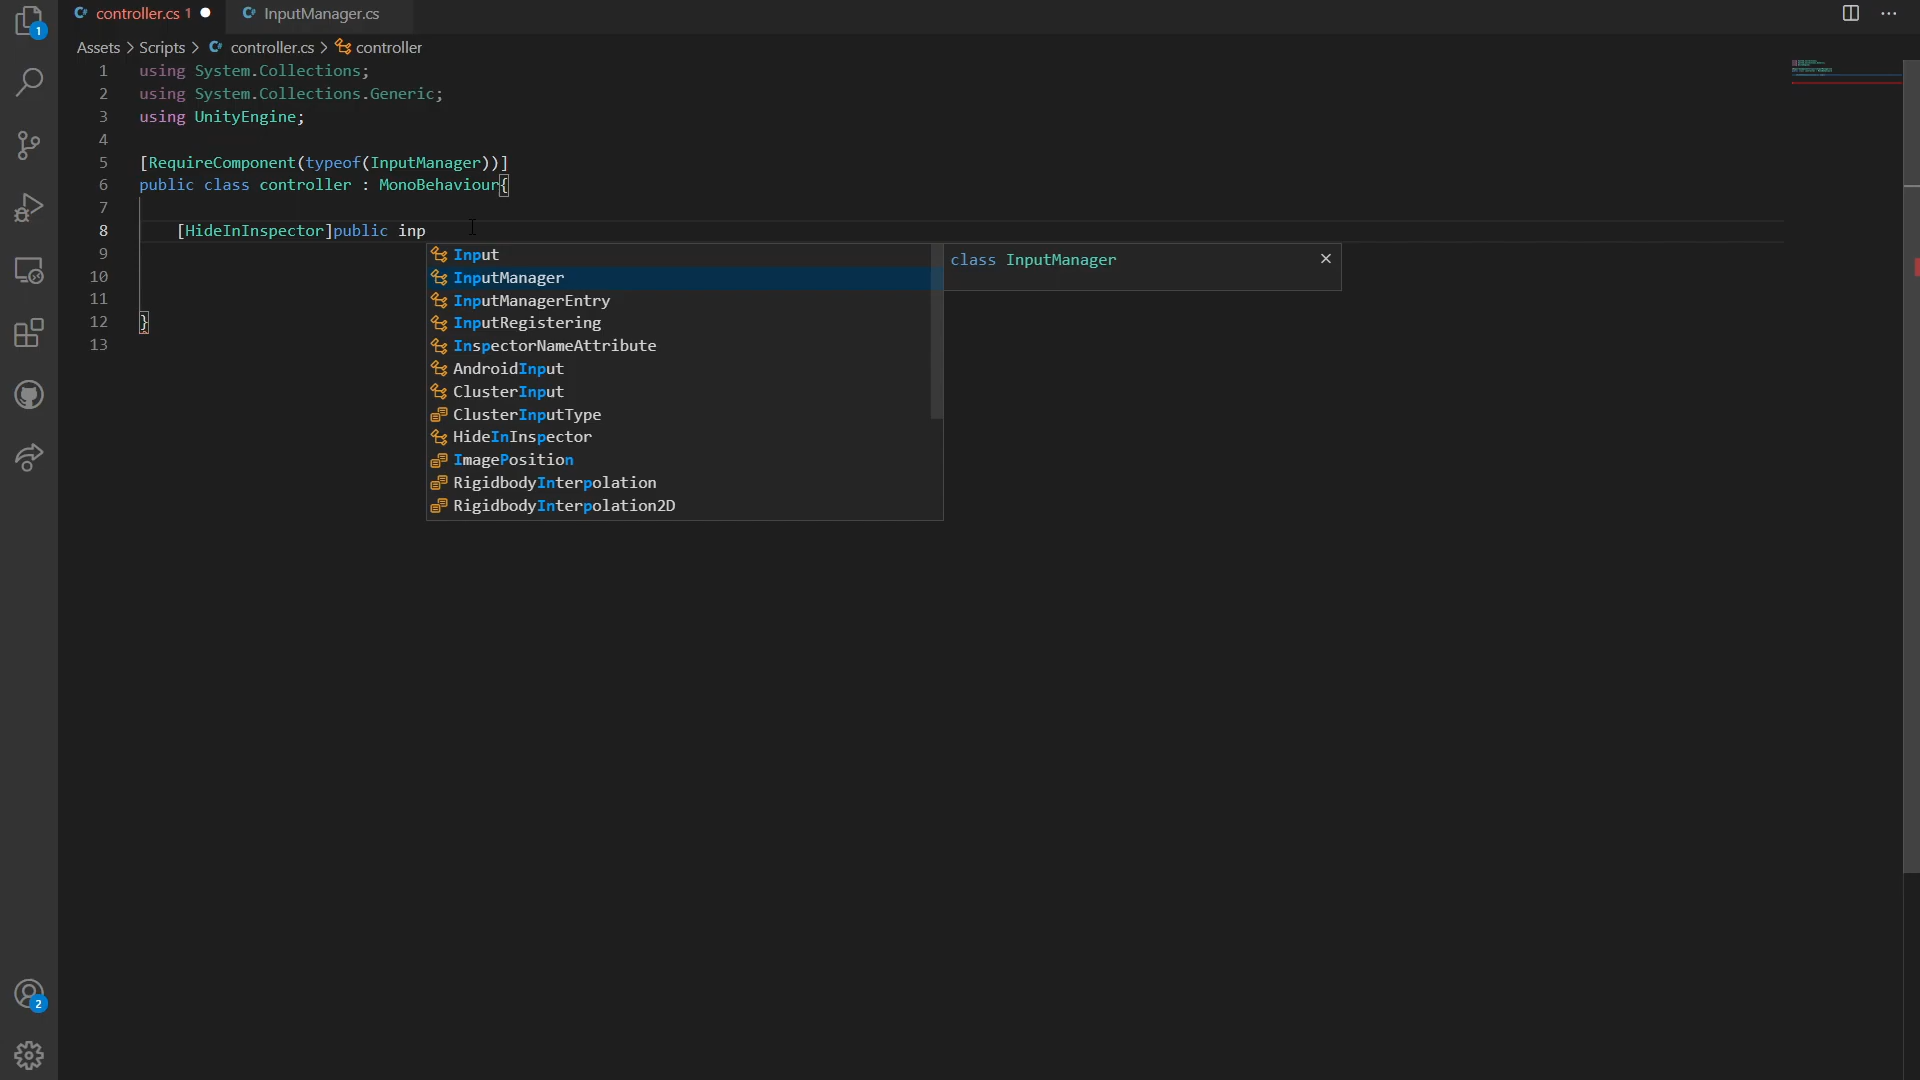 controller.cs 1
InputManager.cs
Assets > Scripts > controller.cs > controller
1 using System.Collections;
2 using System.Collections.Generic;
3 using UnityEngine;
4
5 [RequireComponent(typeof(InputManager))]
6 public class controller : MonoBehaviour{
7
8 [HideInInspector]public inp
9
10
11
12 }
13
Input
InputManager
InputManagerEntry
InputRegistering
InspectorNameAttribute
AndroidInput
ClusterInput
ClusterInputType
HideInInspector
ImagePosition
RigidbodyInterpolation
RigidbodyInterpolation2D
class InputManager
1
2